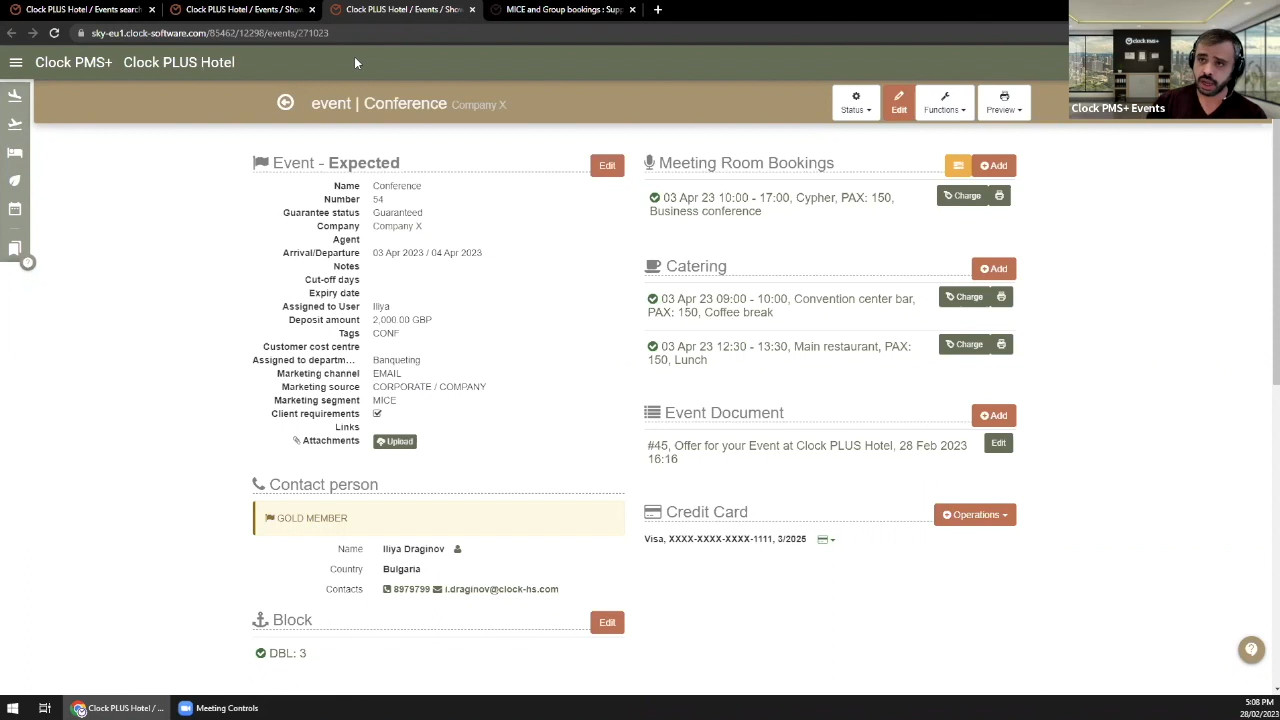 Clock PLUS Hotel / Events search
Clock PLUS Hotel / Events / Show
Clock PLUS Hotel / Events / Show
MICE and Group bookings : Supp
sky-eu1.clock-software.com/85462/12298/events/271023
Clock PMS+ Clock PLUS Hotel
clock PMS+
Clock PMS+ Events
event | Conference Company X
Status
Edit
Functions
Preview
Event - Expected
Edit
Name Conference
Number 54
Guarantee status Guaranteed
Company Company X
Agent
Arrival/Departure 03 Apr 2023 / 04 Apr 2023
Notes
Cut-off days
Expiry date
Assigned to User Iliya
Deposit amount 2,000.00 GBP
Tags CONF
Customer cost centre
Assigned to departm... Banqueting
Marketing channel EMAIL
Marketing source CORPORATE / COMPANY
Marketing segment MICE
Client requirements
Links
Attachments Upload
Contact person
GOLD MEMBER
Name Iliya Draginov
Country Bulgaria
Contacts 8979799 i.draginov@clock-hs.com
Block
Edit
DBL: 3
Meeting Room Bookings
Add
03 Apr 23 10:00 - 17:00, Cypher, PAX: 150,
Business conference
Charge
Catering
Add
03 Apr 23 09:00 - 10:00, Convention center bar,
PAX: 150, Coffee break
Charge
03 Apr 23 12:30 - 13:30, Main restaurant, PAX:
150, Lunch
Charge
Event Document
Add
#45, Offer for your Event at Clock PLUS Hotel, 28 Feb 2023
16:16
Edit
Credit Card
Operations
Visa, XXXX-XXXX-XXXX-1111, 3/2025
Clock PLUS Hotel / ...
Meeting Controls
5:08 PM
28/02/2023